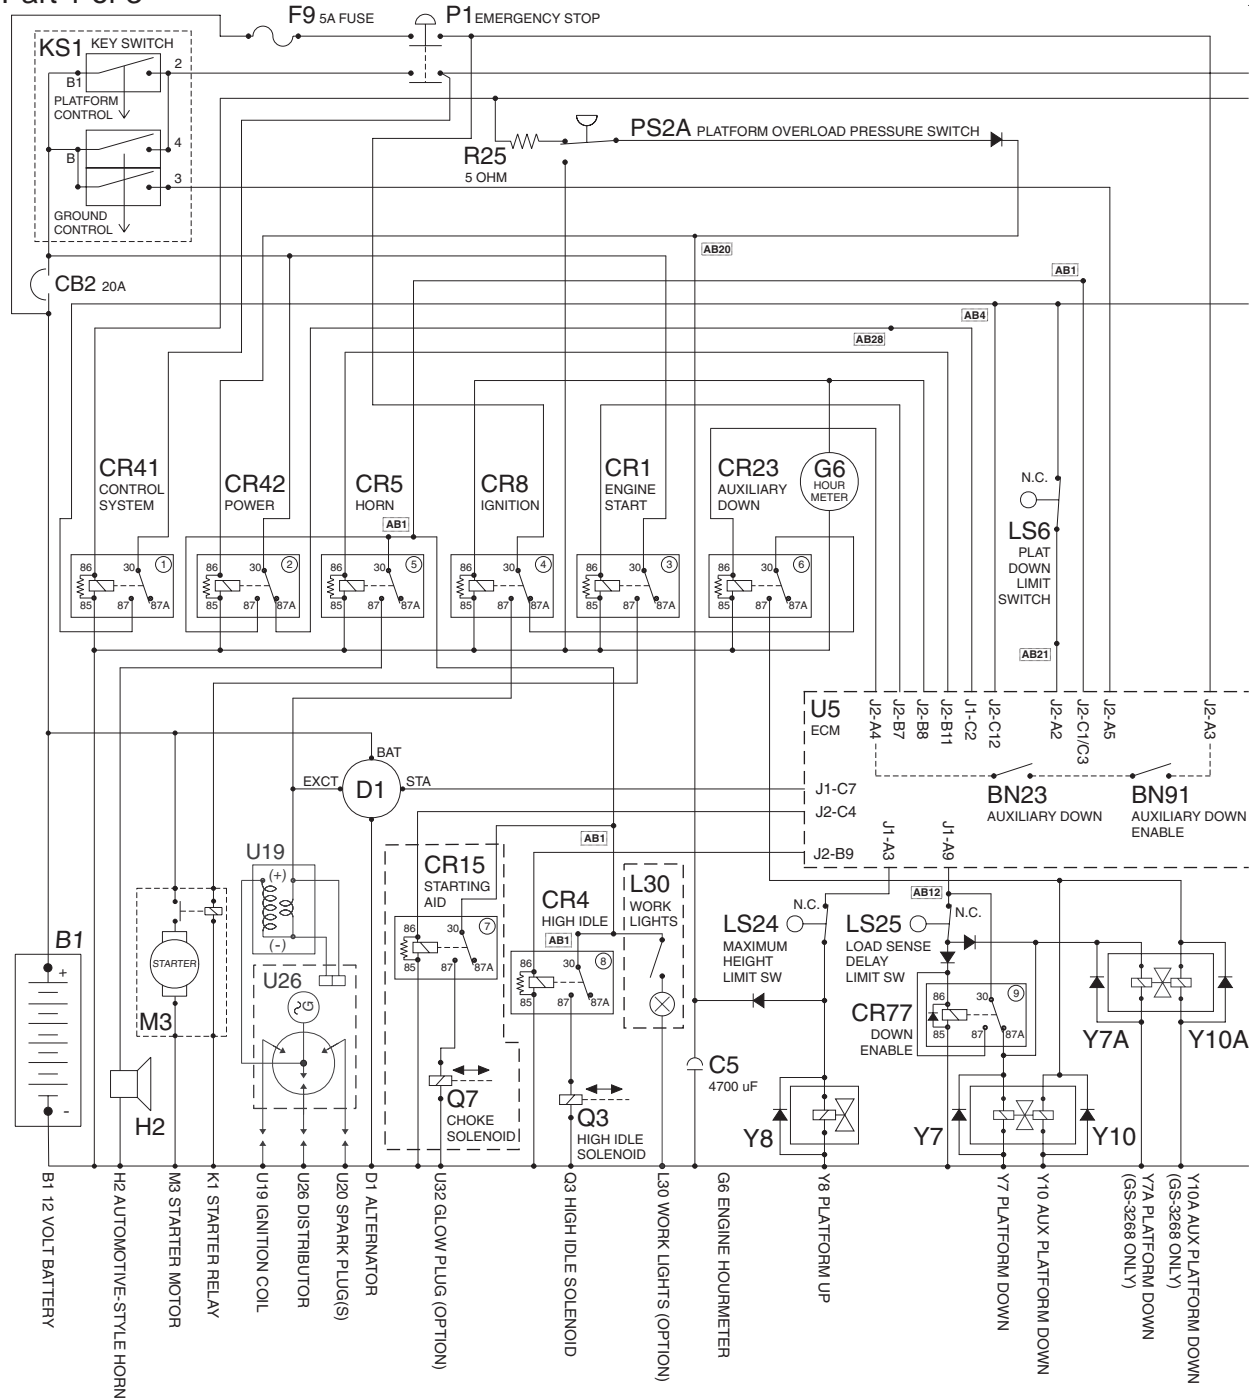 F9 5A FUSE
P1 EMERGENCY STOP
KS1 KEY SWITCH
B1
2
PLATFORM
CONTROL
B
4
3
GROUND
CONTROL
R25
5 OHM
PS2A PLATFORM OVERLOAD PRESSURE SWITCH
AB20
AB1
CB2 20A
AB4
AB28
CR41
CONTROL
SYSTEM
CR42
POWER
CR5
HORN
AB1
CR8
IGNITION
CR1
ENGINE
START
CR23
AUXILIARY
DOWN
G6
HOUR
METER
N.C.
LS6
PLAT
DOWN
LIMIT
SWITCH
AB21
86 30 1
85 87 87A
86 30 2
85 87 87A
86 30 5
85 87 87A
86 30 4
85 87 87A
86 30 3
85 87 87A
86 30 6
85 87 87A
U5
ECM
J2-A4
J2-B7
J2-B8
J2-B11
J1-C2
J2-C12
J2-A2
J2-C1/C3
J2-A5
J2-A3
BN23
AUXILIARY DOWN
BN91
AUXILIARY DOWN
ENABLE
J1-C7
J2-C4
J2-B9
J1-A3
J1-A9
BAT
EXCT
D1
STA
U19
(+)
(-)
AB1
CR15
STARTING
AID
86 30 7
85 87 87A
CR4
HIGH IDLE
AB1
86 30 8
85 87 87A
L30
WORK
LIGHTS
N.C.
LS24
MAXIMUM
HEIGHT
LIMIT SW
AB12
N.C.
LS25
LOAD SENSE
DELAY
LIMIT SW
CR77
DOWN
ENABLE
86 30 9
85 87 87A
Y7A
Y10A
B1
+
-
STARTER
M3
U26
H2
Q7
CHOKE
SOLENOID
Q3
HIGH IDLE
SOLENOID
C5
4700 uF
Y8
Y7
Y10
B1 12 VOLT BATTERY
H2 AUTOMOTIVE-STYLE HORN
M3 STARTER MOTOR
K1 STARTER RELAY
U19 IGNITION COIL
U26 DISTRIBUTOR
U20 SPARK PLUG(S)
D1 ALTERNATOR
U32 GLOW PLUG (OPTION)
Q3 HIGH IDLE SOLENOID
L30 WORK LIGHTS (OPTION)
G6 ENGINE HOURMETER
Y8 PLATFORM UP
Y7 PLATFORM DOWN
Y10 AUX PLATFORM DOWN
Y7A PLATFORM DOWN
(GS-3268 ONLY)
Y10A AUX PLATFORM DOWN
(GS-3268 ONLY)